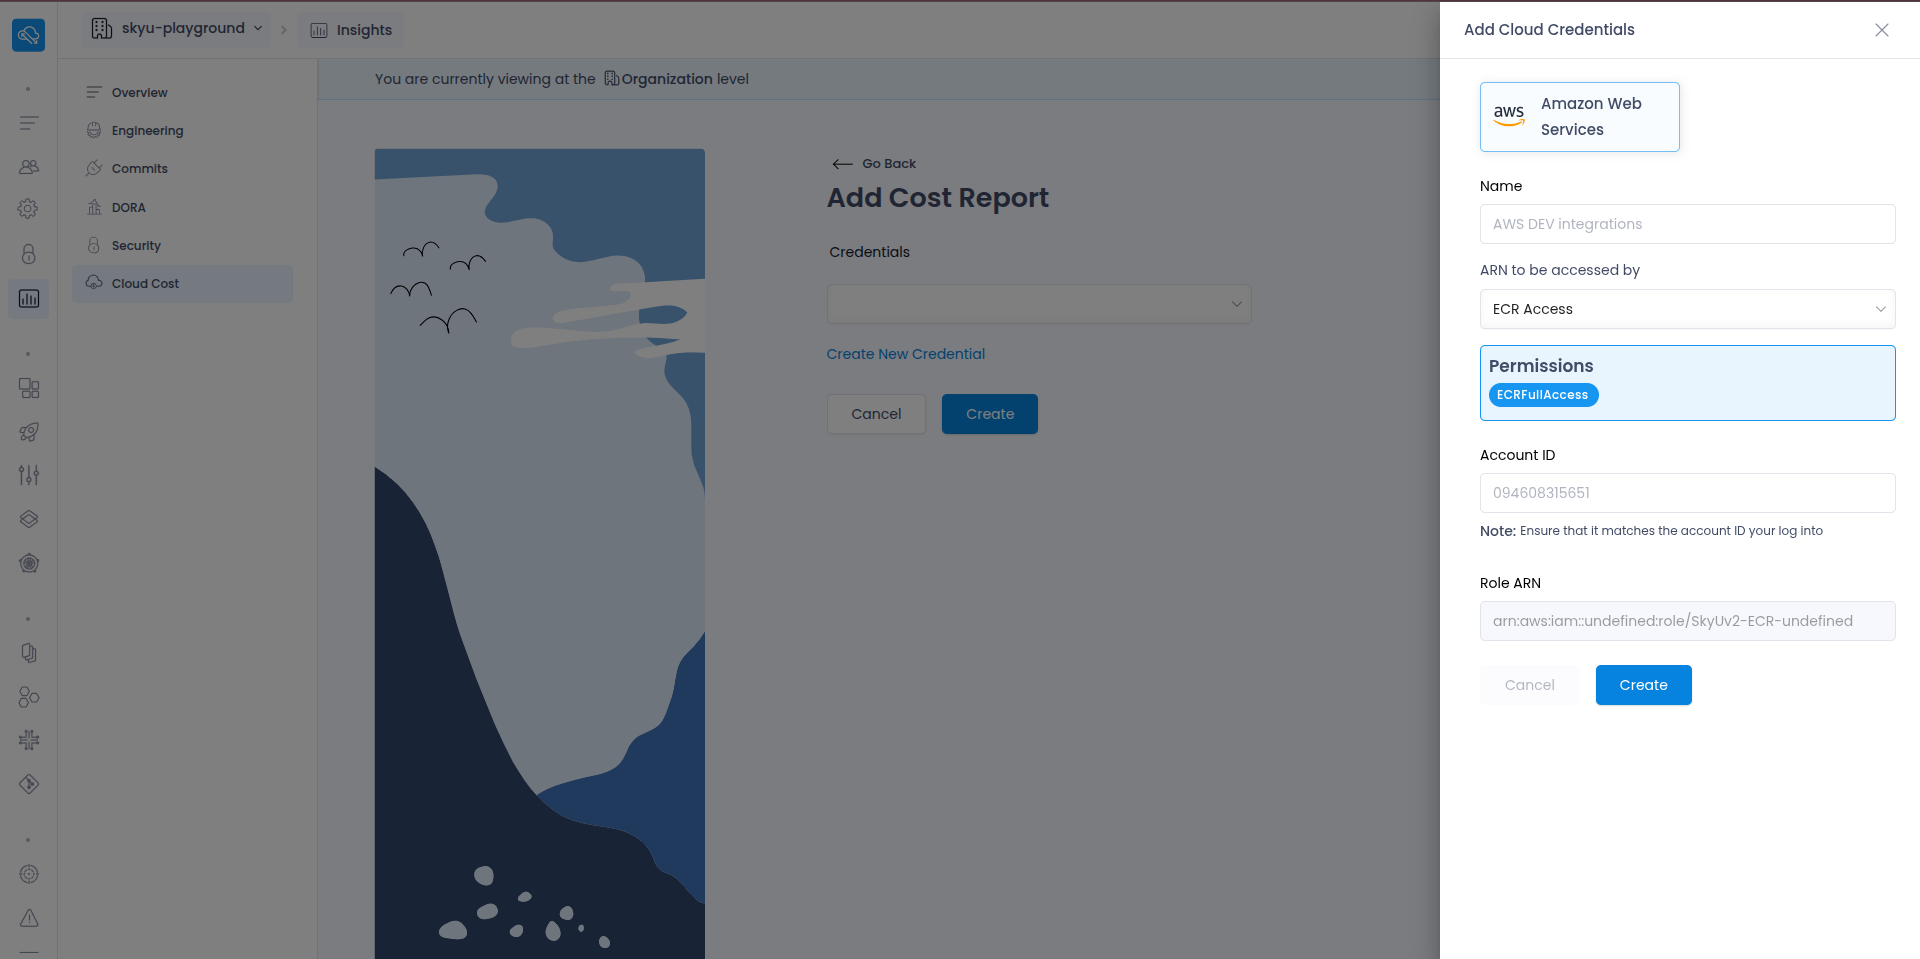 skyu-playground
Insights
Overview
Engineering
Commits
DORA
Security
Cloud Cost
You are currently viewing at the Organization level
Go Back
Add Cost Report
Credentials
Create New Credential
Cancel
Create
Add Cloud Credentials
aws
Amazon Web
Services
Name
AWS DEV integrations
ARN to be accessed by
ECR Access
Permissions
ECRFullAccess
Account ID
094608315651
Note: Ensure that it matches the account ID your log into
Role ARN
arn:aws:iam::undefined:role/SkyUv2-ECR-undefined
Cancel
Create